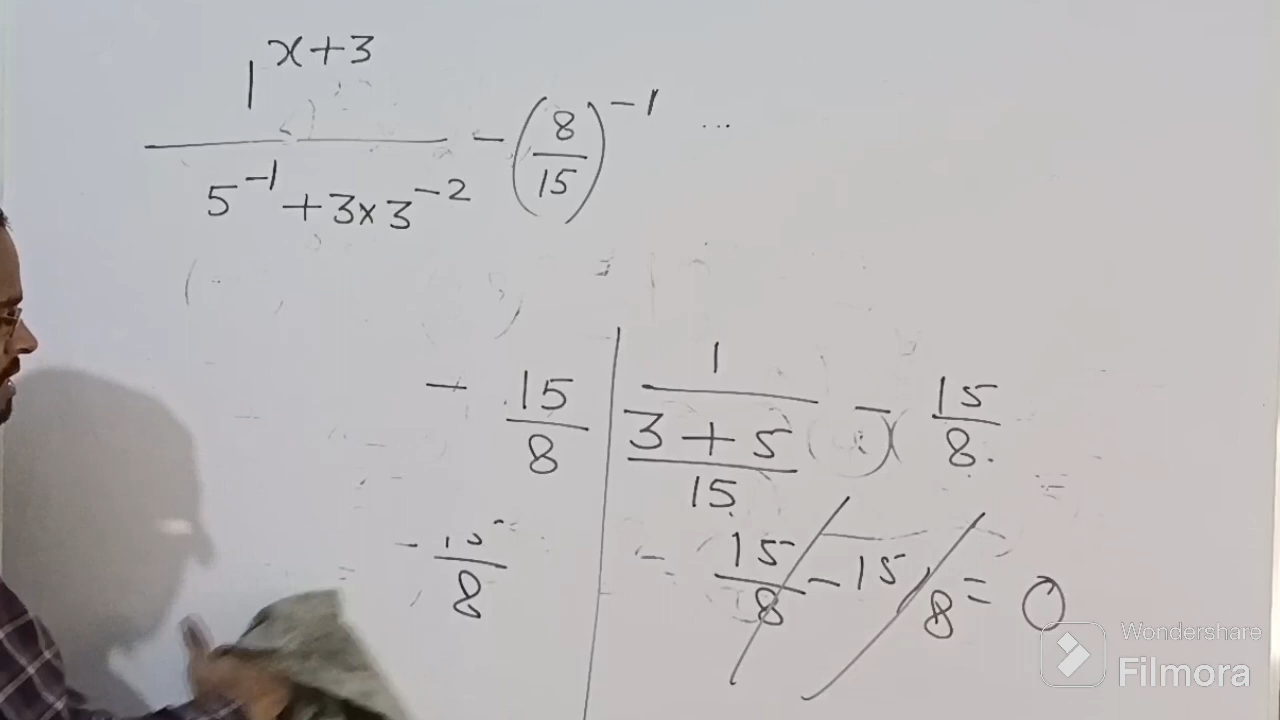 1^{x+3}
5^{-1} + 3 × 3^{-2} - (8/15)^{-1} ...
- 15/8
1
3 + 5 - 15/8
15
- 15/8
- 15/8 - 15/8 = 0
Wondershare
Filmora